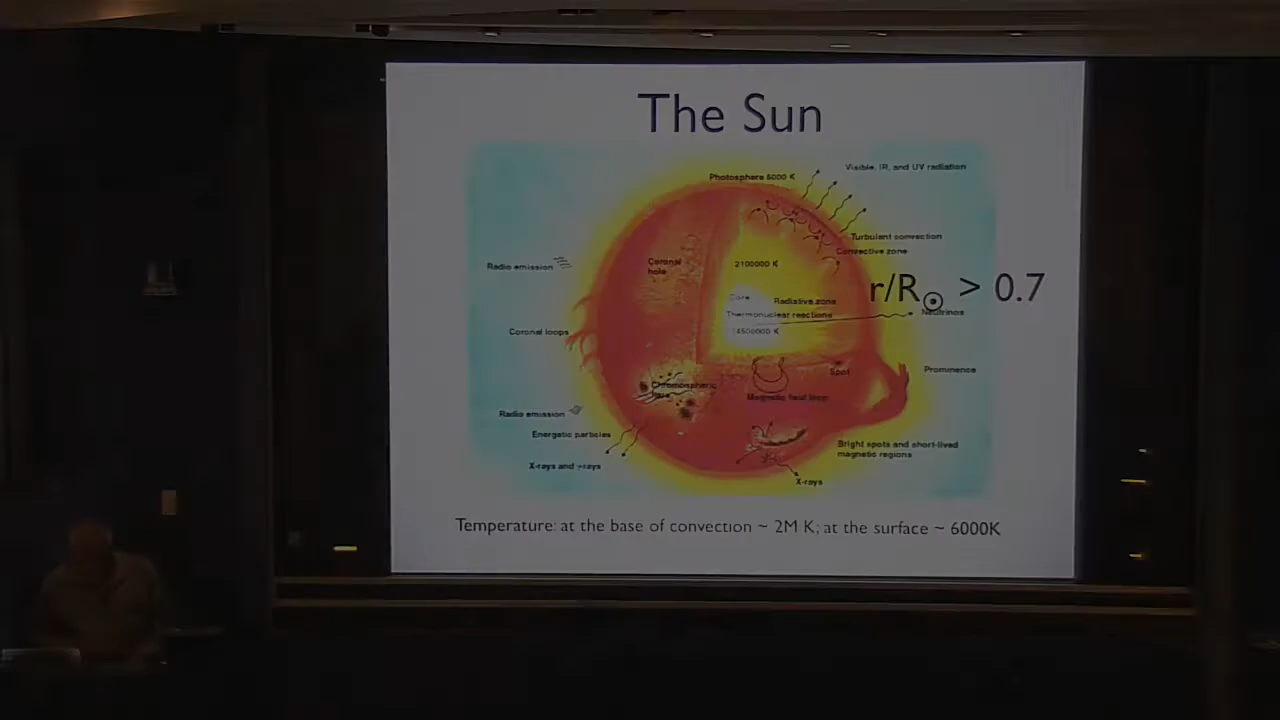 The Sun
Visible, IR, and UV radiation
Photosphere 6000 K
Turbulent convection
Convective zone
Coronal
hole
2100000 K
Radio emission
r/R☉ > 0.7
Core
Radiative zone
Thermonuclear reactions
Neutrinos
14500000 K
Coronal loops
Spot
Prominence
Chromospheric
Magnetic field loop
Radio emission
Energetic particles
Bright spots and short-lived
magnetic regions
X-rays and γ-rays
X-rays
Temperature: at the base of convection ~ 2M K; at the surface ~ 6000K